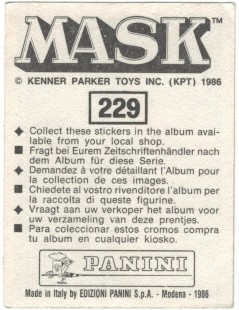 MASK™
© KENNER PARKER TOYS INC. (KPT) 1986
229
Collect these stickers in the album avai-
lable from your local shop.
Fragt bei Eurem Zeitschriftenhändler nach
dem Album für diese Serie.
Demandez à votre détaillant l'Album pour
la collection de ces images.
Chiedete al vostro rivenditore l'album per
la raccolta di queste figurine.
Vraagt aan uw verkoper het album voor
uw verzameling van deze prentjes.
Para coleccionar estos cromos compra
tu album en cualquier kiosko.
PANINI
Made in Italy by EDIZIONI PANINI S.p.A. - Modena - 1986